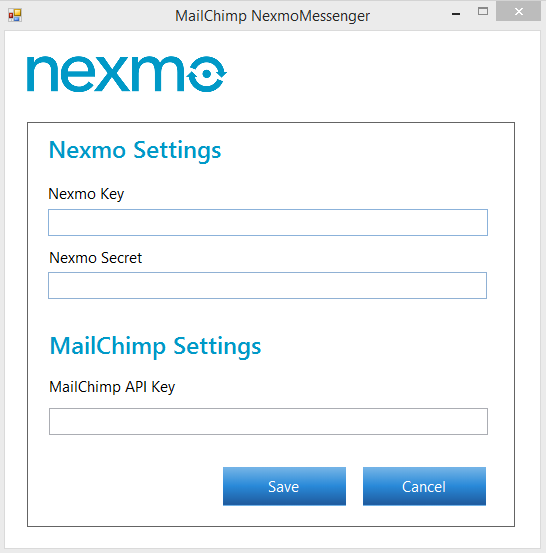 MailChimp NexmoMessenger
nexmo
Nexmo Settings
Nexmo Key
Nexmo Secret
MailChimp Settings
MailChimp API Key
Save Cancel